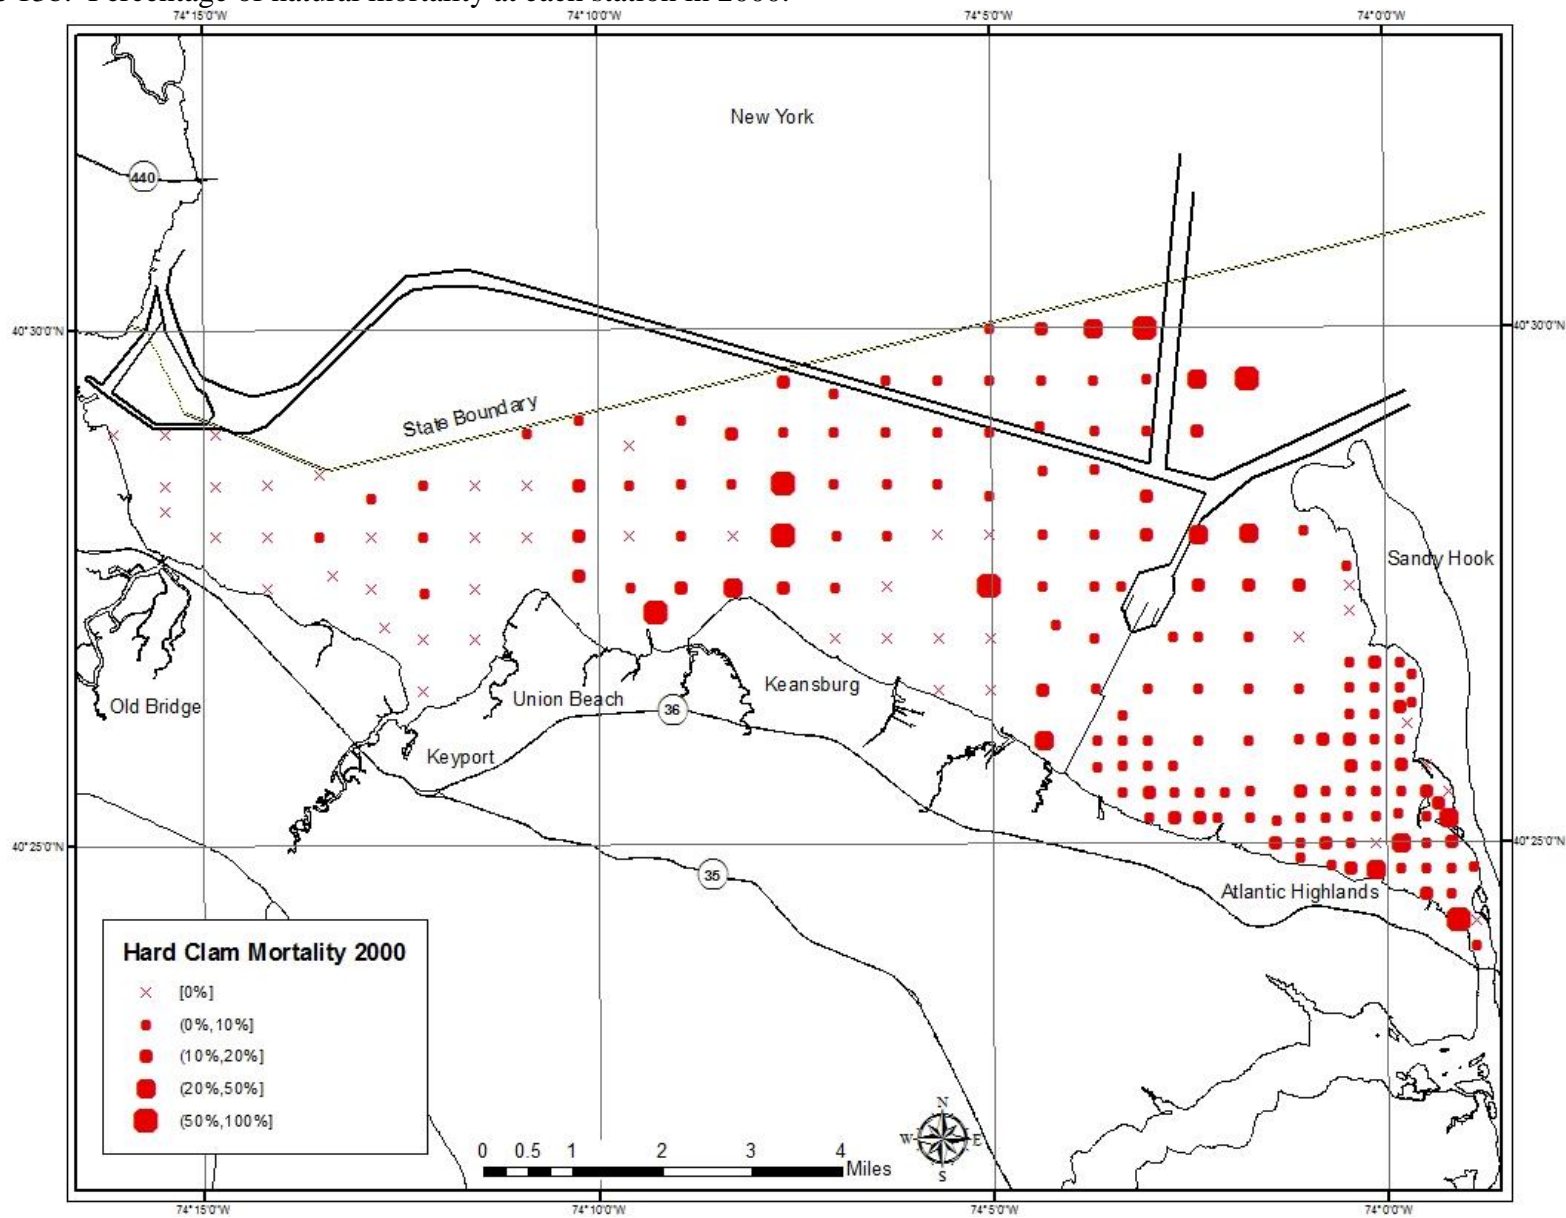 Percentage of natural mortality at each station in 2000.
74°15'0"W 74°10'0"W 74°5'0"W 74°0'0"W
New York
440
40°30'0"N 40°30'0"N
State Boundary
Sandy Hook
Old Bridge
Union Beach
Keansburg
36
Keyport
40°25'0"N 40°25'0"N
35
Atlantic Highlands
Hard Clam Mortality 2000
[0%]
(0%,10%]
(10%,20%]
(20%,50%]
(50%,100%]
N
W E
S
0 0.5 1 2 3 4
Miles
74°15'0"W 74°10'0"W 74°5'0"W 74°0'0"W